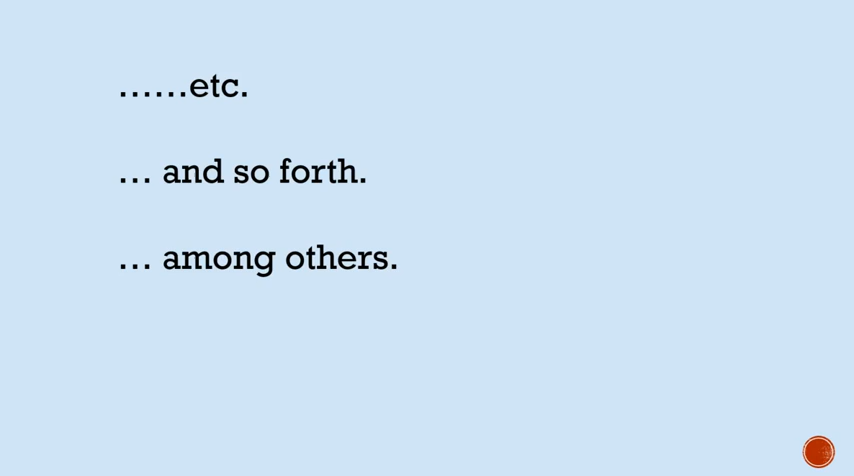 ……etc.
… and so forth.
… among others.